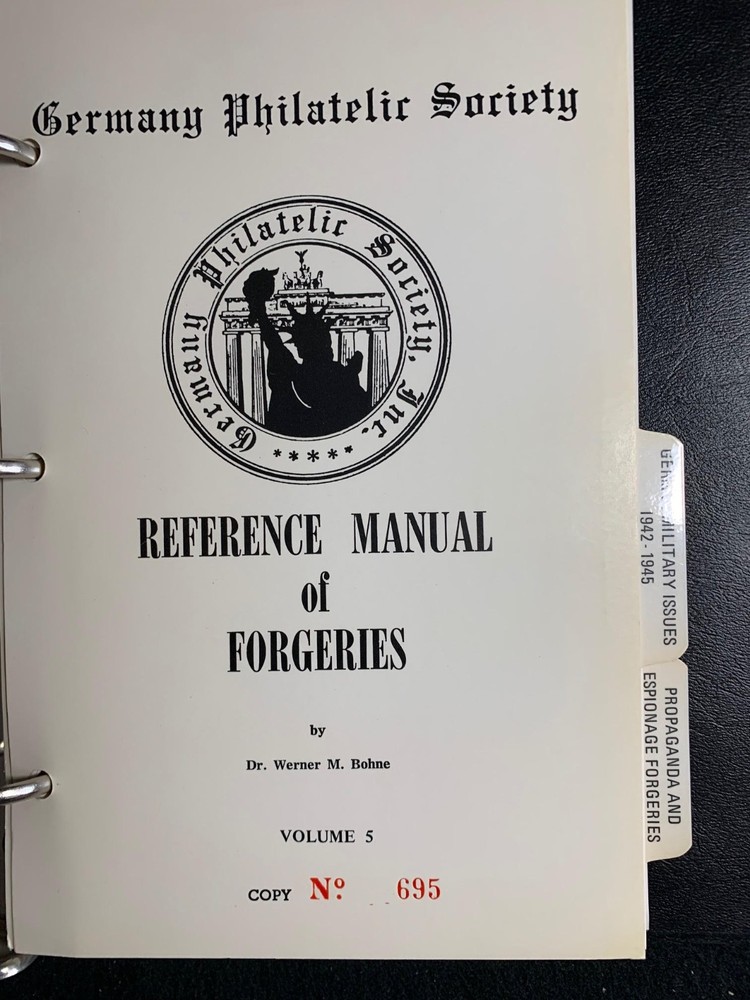 Germany Philatelic Society
Germany Philatelic Society, Inc.
*****
REFERENCE MANUAL
of
FORGERIES
by
Dr. Werner M. Bohne
VOLUME 5
COPY Nº 695
MILITARY ISSUES
1942 - 1945
PROPAGANDA AND
ESPIONAGE FORGERIES